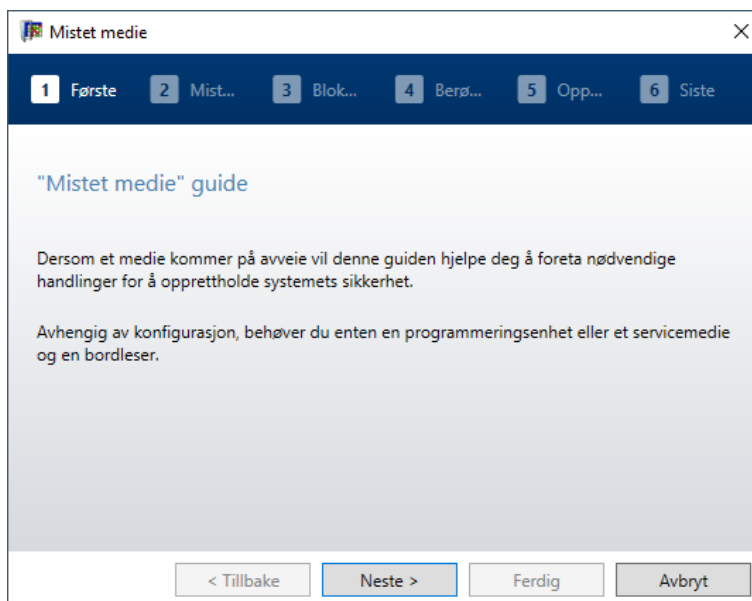 Mistet medie
1 Første 2 Mist... 3 Blok... 4 Berø... 5 Opp... 6 Siste
"Mistet medie" guide
Dersom et medie kommer på avveie vil denne guiden hjelpe deg å foreta nødvendige
handlinger for å opprettholde systemets sikkerhet.
Avhengig av konfigurasjon, behøver du enten en programmeringsenhet eller et servicemedie
og en bordleser.
< Tillbake Neste > Ferdig Avbryt